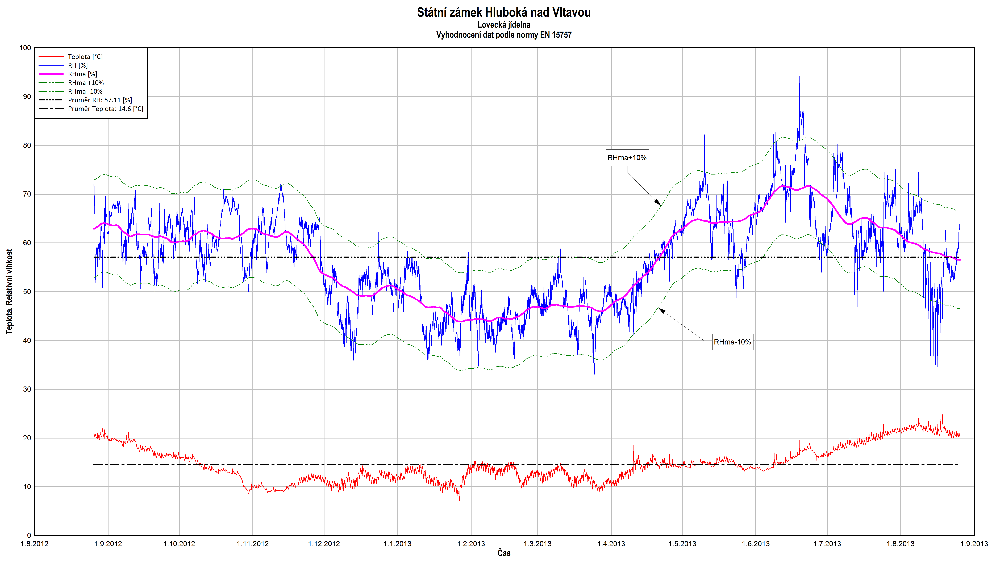 Státní zámek Hluboká nad Vltavou
Lovecká jídelna
Vyhodnocení dat podle normy EN 15757
Teplota [°C]
RH [%]
RHma [%]
RHma +10%
RHma -10%
Průměr RH: 57.11 [%]
Průměr Teplota: 14.6 [°C]
Teplota, Relativní vlhkost
100
90
80
70
60
50
40
30
20
10
0
RHma+10%
RHma-10%
1.8.2012
1.9.2012
1.10.2012
1.11.2012
1.12.2012
1.1.2013
1.2.2013
1.3.2013
1.4.2013
1.5.2013
1.6.2013
1.7.2013
1.8.2013
1.9.2013
Čas